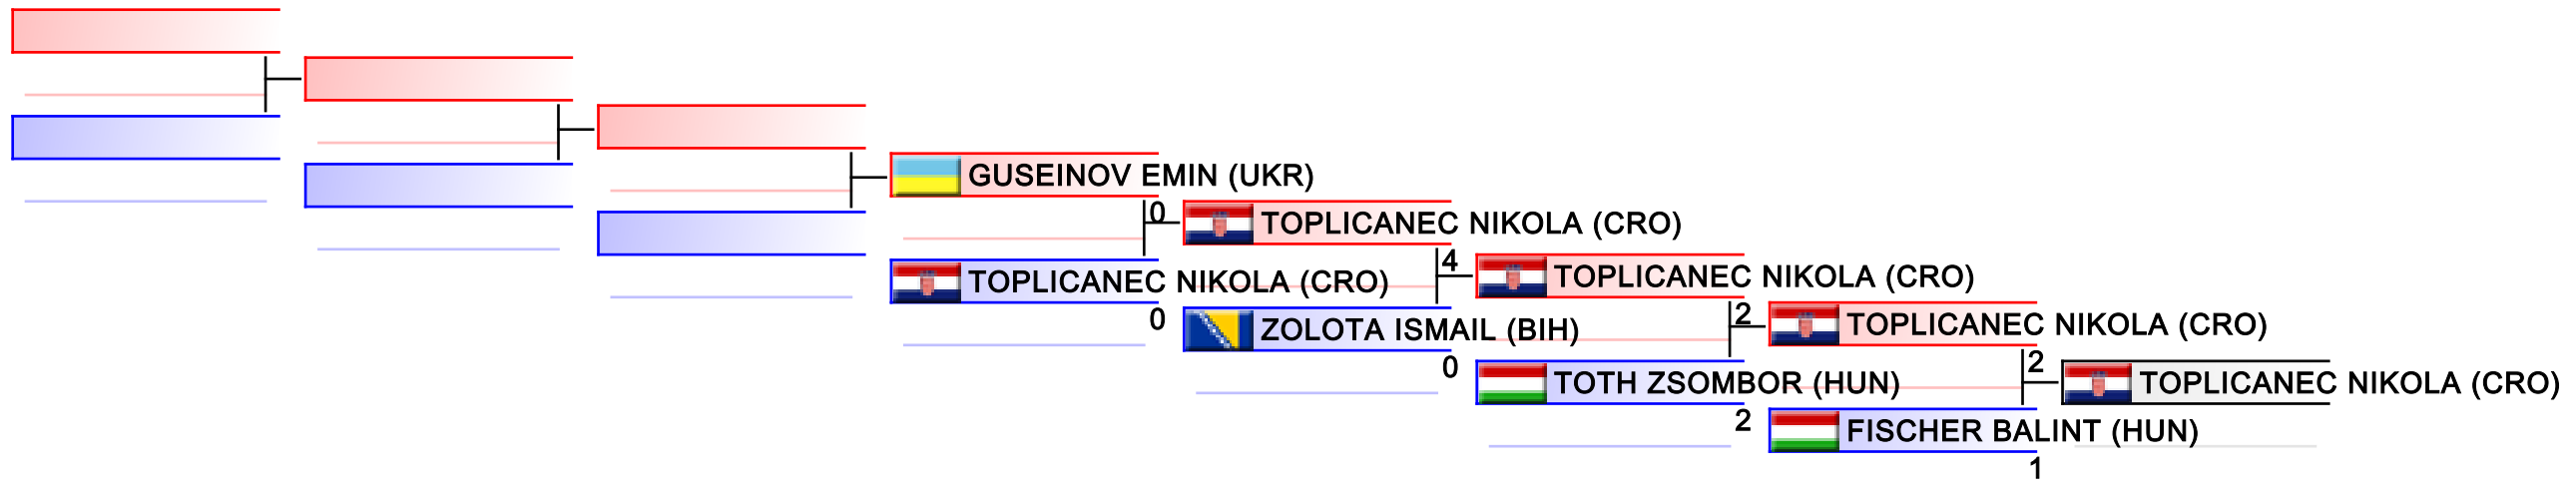 GUSEINOV EMIN (UKR)
0
TOPLICANEC NIKOLA (CRO)
TOPLICANEC NIKOLA (CRO)
0
4
ZOLOTA ISMAIL (BIH)
0
TOPLICANEC NIKOLA (CRO)
2
TOTH ZSOMBOR (HUN)
2
TOPLICANEC NIKOLA (CRO)
2
FISCHER BALINT (HUN)
1
TOPLICANEC NIKOLA (CRO)